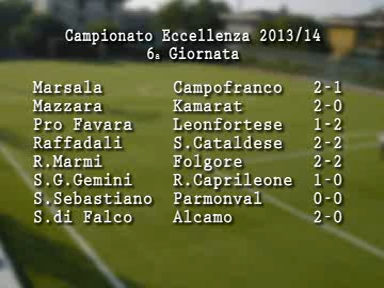 Campionato Eccellenza 2013/14
6a Giornata
Marsala Campofranco 2-1
Mazzara Kamarat 2-0
Pro Favara Leonfortese 1-2
Raffadali S.Cataldese 2-2
R.Marmi Folgore 2-2
S.G.Gemini R.Caprileone 1-0
S.Sebastiano Parmonval 0-0
S.di Falco Alcamo 2-0